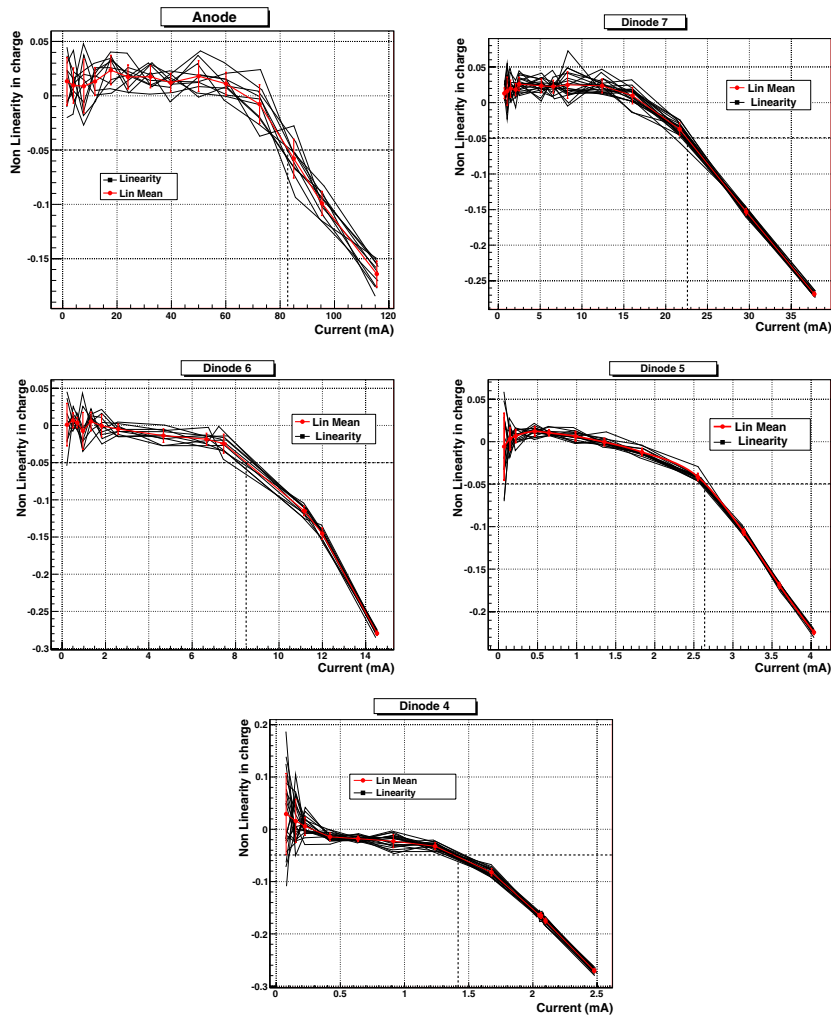 Anode
Non Linearity in charge
0.05
0
-0.05
-0.1
-0.15
Linearity
Lin Mean
0 20 40 60 80 100 120
Current (mA)
Dinode 7
Non Linearity in charge
0.1
0.05
0
-0.05
-0.1
-0.15
-0.2
-0.25
Lin Mean
Linearity
0 5 10 15 20 25 30 35
Current (mA)
Dinode 6
Non Linearity in charge
0.05
0
-0.05
-0.1
-0.15
-0.2
-0.25
-0.3
Lin Mean
Linearity
0 2 4 6 8 10 12 14
Current (mA)
Dinode 5
Non Linearity in charge
0.05
0
-0.05
-0.1
-0.15
-0.2
Lin Mean
Linearity
0 0.5 1 1.5 2 2.5 3 3.5 4
Current (mA)
Dinode 4
Non Linearity in charge
0.2
0.1
0
-0.1
-0.2
-0.3
Lin Mean
Linearity
0 0.5 1 1.5 2 2.5
Current (mA)